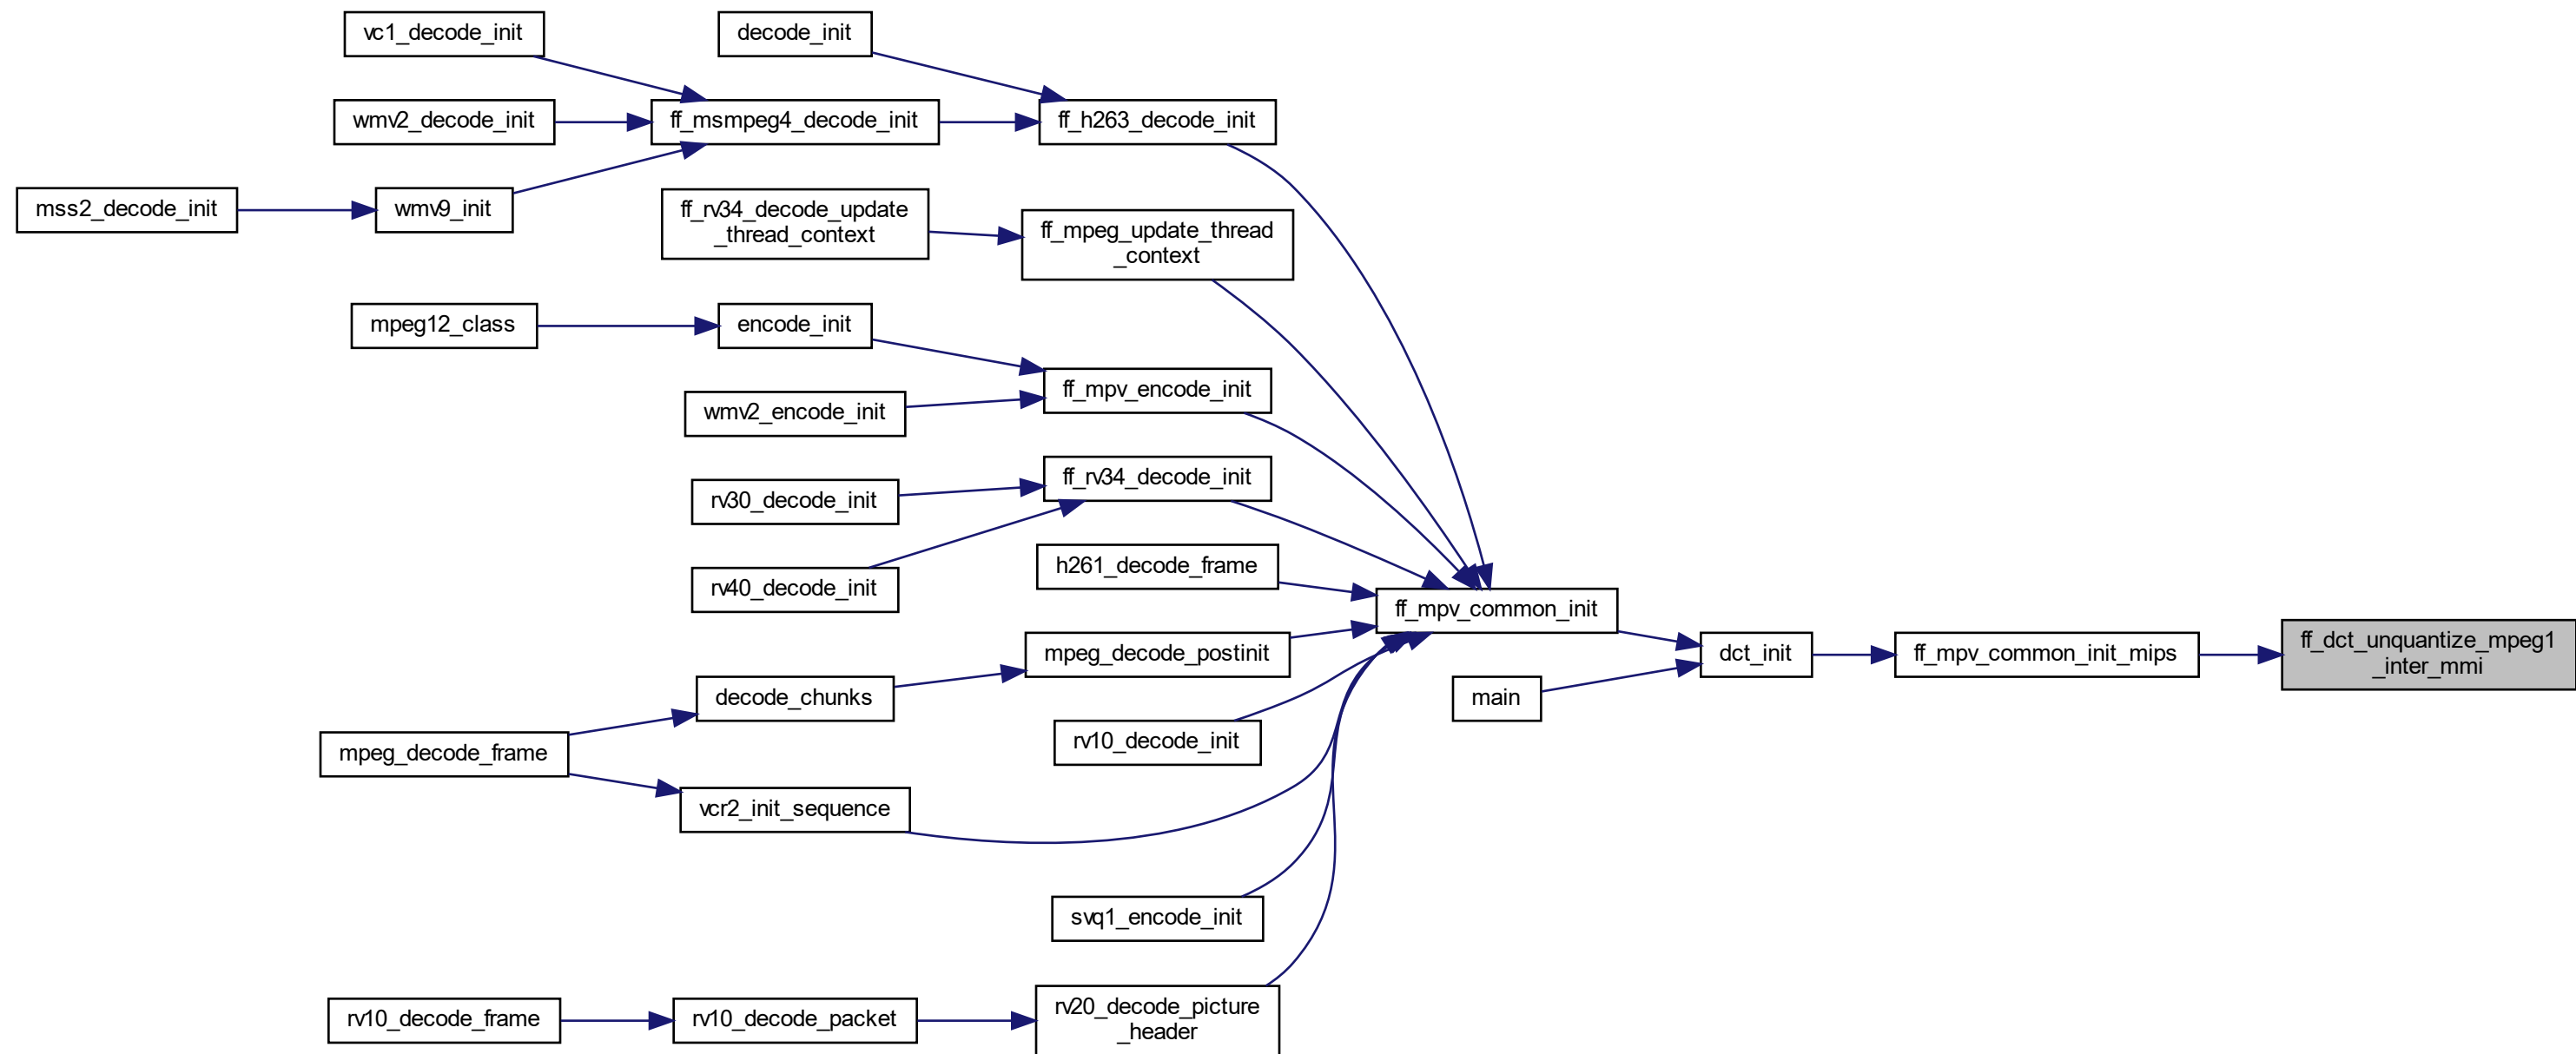 vc1_decode_init
decode_init
wmv2_decode_init
ff_msmpeg4_decode_init
ff_h263_decode_init
mss2_decode_init
wmv9_init
ff_rv34_decode_update
_thread_context
ff_mpeg_update_thread
_context
mpeg12_class
encode_init
ff_mpv_encode_init
wmv2_encode_init
ff_rv34_decode_init
rv30_decode_init
h261_decode_frame
rv40_decode_init
ff_mpv_common_init
mpeg_decode_postinit
dct_init
ff_mpv_common_init_mips
ff_dct_unquantize_mpeg1
_inter_mmi
decode_chunks
main
mpeg_decode_frame
rv10_decode_init
vcr2_init_sequence
svq1_encode_init
rv10_decode_frame
rv10_decode_packet
rv20_decode_picture
_header